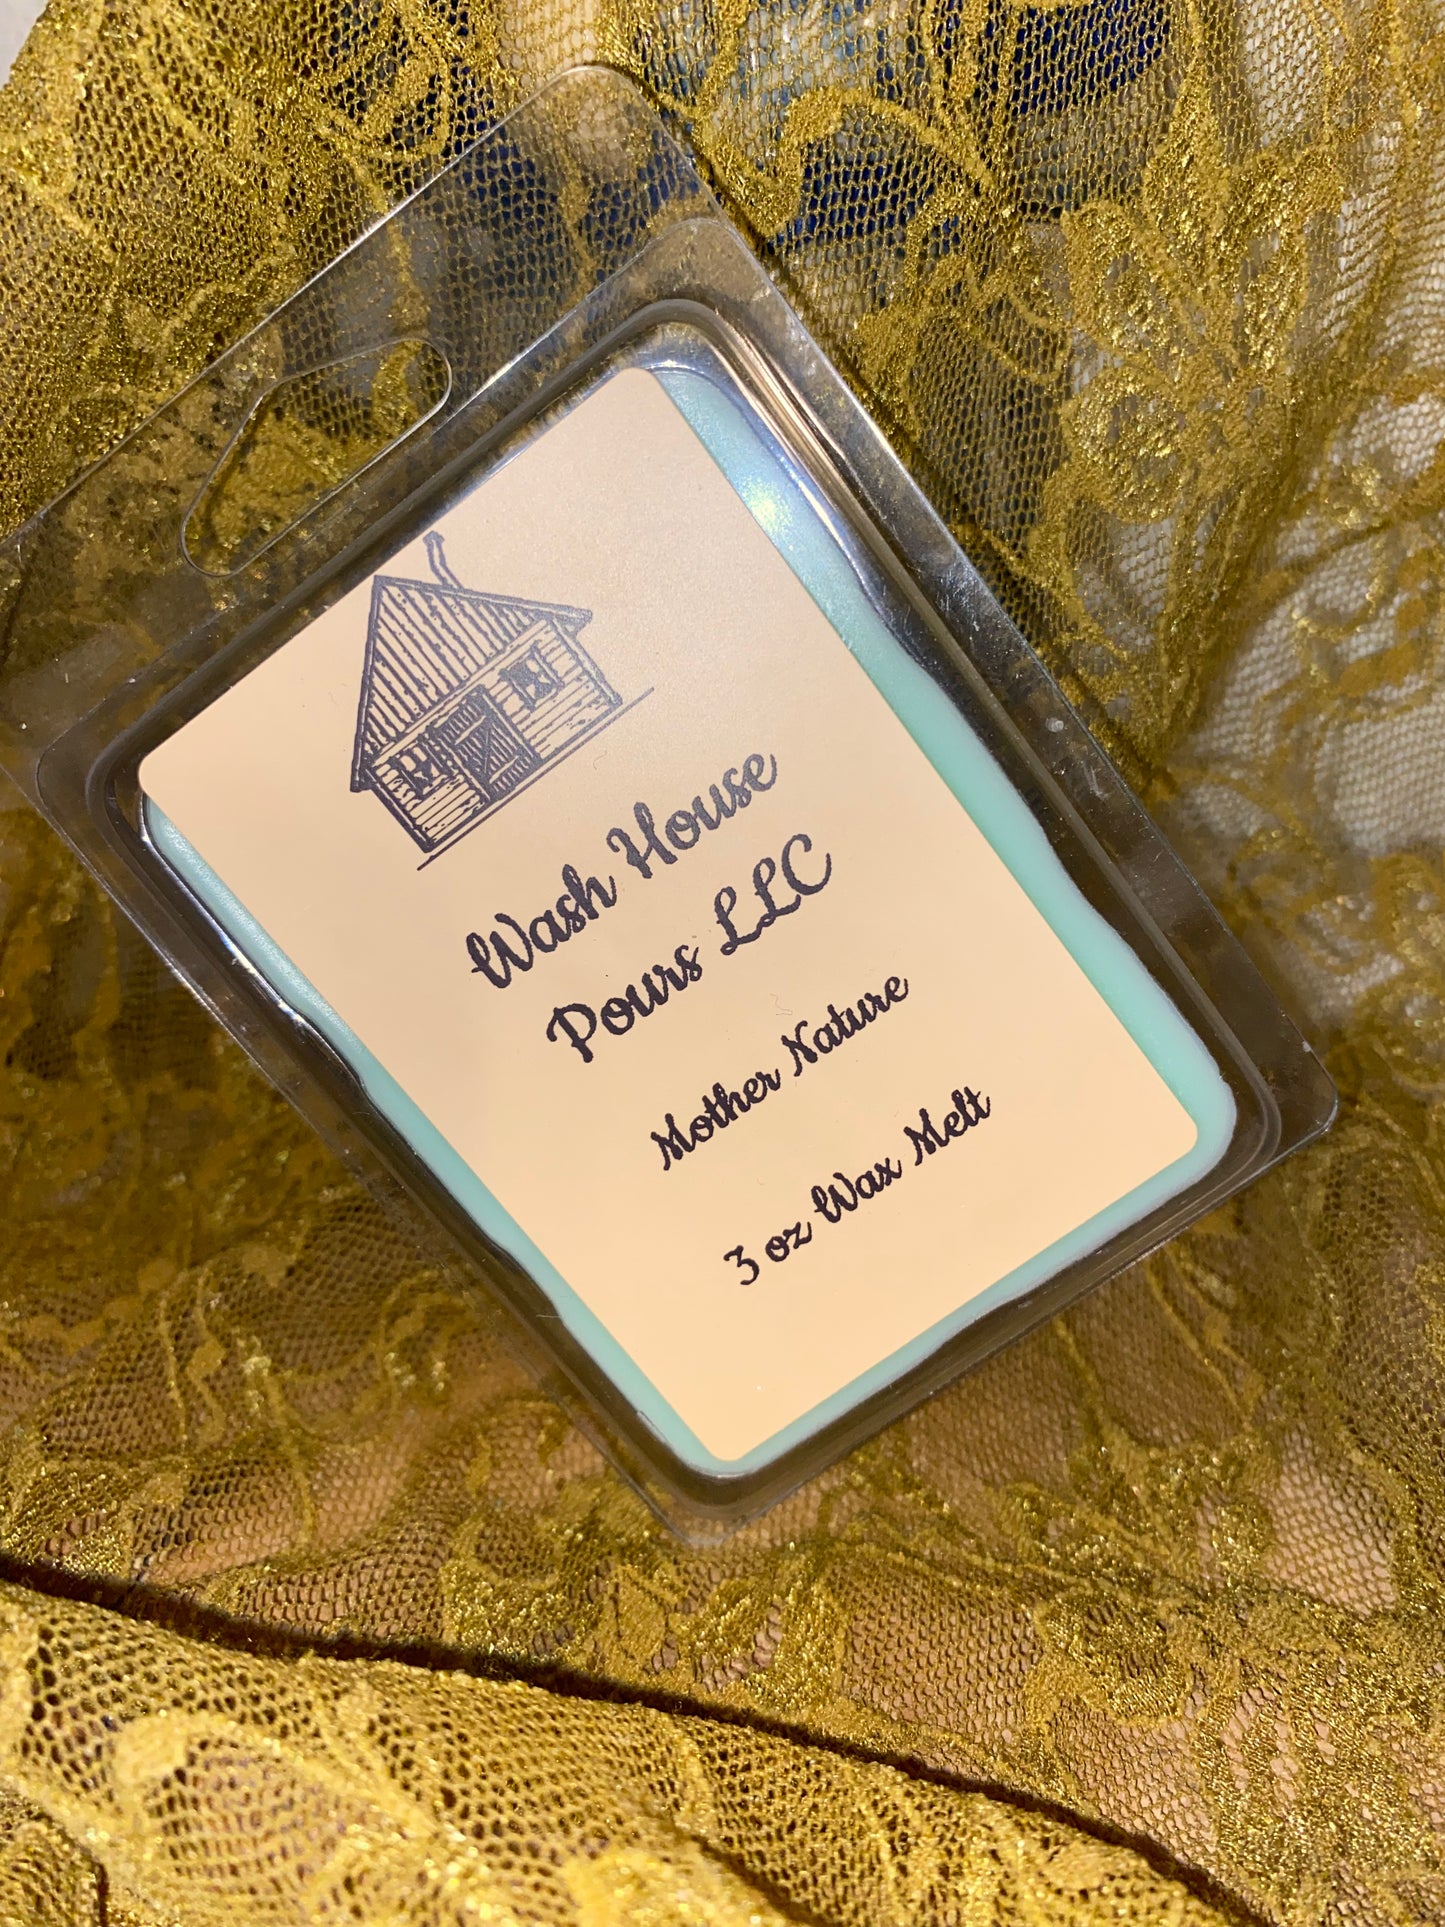 Wash House
Pours LLC
Mother Nature
3 oz Wax Melt